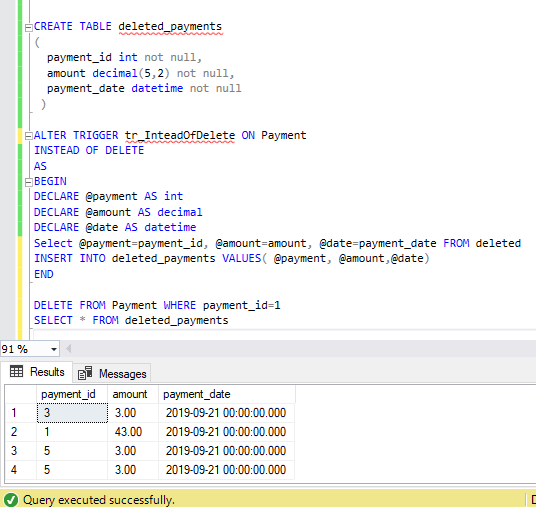 CREATE TABLE deleted_payments
(
payment_id int not null,
amount decimal(5,2) not null,
payment_date datetime not null
)
ALTER TRIGGER tr_InteadOfDelete ON Payment
INSTEAD OF DELETE
AS
BEGIN
DECLARE @payment AS int
DECLARE @amount AS decimal
DECLARE @date AS datetime
Select @payment=payment_id, @amount=amount, @date=payment_date FROM deleted
INSERT INTO deleted_payments VALUES( @payment, @amount,@date)
END
DELETE FROM Payment WHERE payment_id=1
SELECT * FROM deleted_payments
91 %
Results Messages
payment_id amount payment_date
1 3 3.00 2019-09-21 00:00:00.000
2 1 43.00 2019-09-21 00:00:00.000
3 5 3.00 2019-09-21 00:00:00.000
4 5 3.00 2019-09-21 00:00:00.000
Query executed successfully.